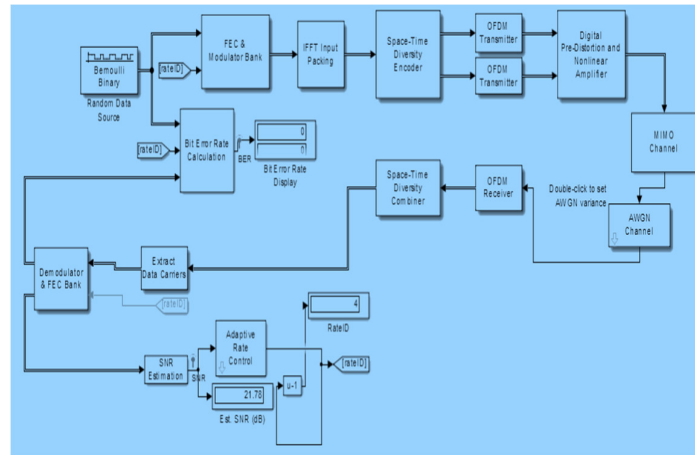 FEC &
Modulator Bank
IFFT Input
Packing
Space-Time
Diversity
Encoder
OFDM
Transmitter
OFDM
Transmitter
Digital
Pre-Distortion and
Nonlinear
Amplifier
[rateID]
Bernoulli
Binary
Random Data
Source
[rateID]
Bit Error Rate
Calculation
BER
0
0
Bit Error Rate
Display
MIMO
Channel
Space-Time
Diversity
Combiner
OFDM
Receiver
Double-click to set
AWGN variance
AWGN
Channel
Demodulator
& FEC Bank
Extract
Data Carriers
[rateID]
4
RateID
SNR
Estimation
SNR
Adaptive
Rate
Control
[rateID]
u-1
21.78
Est. SNR (dB)